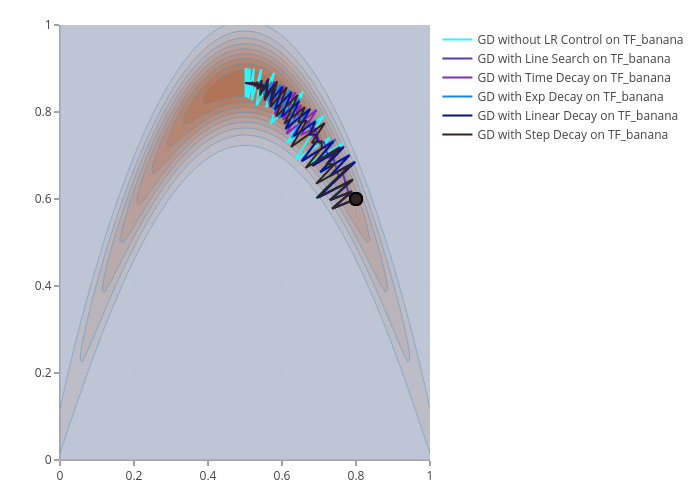 1
0.8
0.6
0.4
0.2
0
0
0.2
0.4
0.6
0.8
1
GD without LR Control on TF_banana
GD with Line Search on TF_banana
GD with Time Decay on TF_banana
GD with Exp Decay on TF_banana
GD with Linear Decay on TF_banana
GD with Step Decay on TF_banana